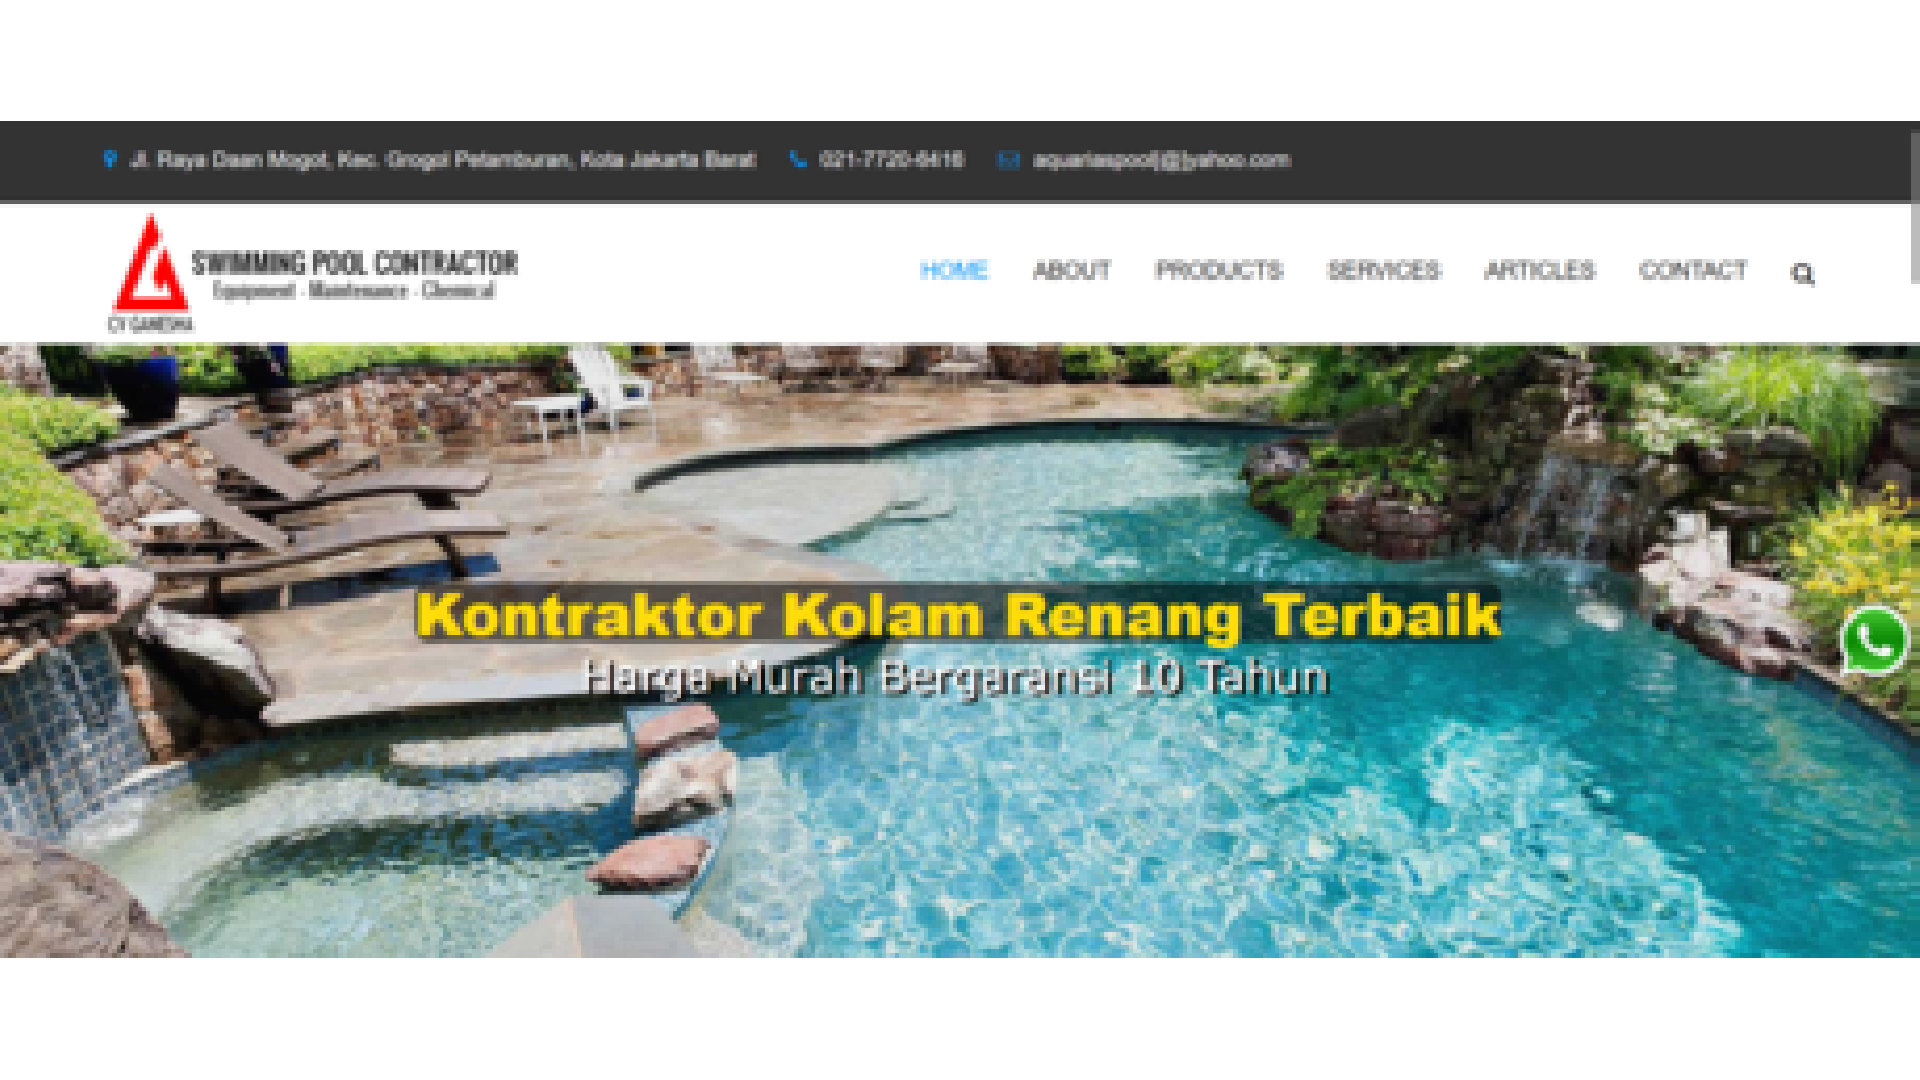 Jl. Raya Daan Mogot, Kec. Grogol Petamburan, Kota Jakarta Barat 021-7720-6416 aquariaspool[@]yahoo.com
SWIMMING POOL CONTRACTOR
Equipment - Maintenance - Chemical
CV GANESHA
HOME ABOUT PRODUCTS SERVICES ARTICLES CONTACT
Kontraktor Kolam Renang Terbaik
Harga Murah Bergaransi 10 Tahun